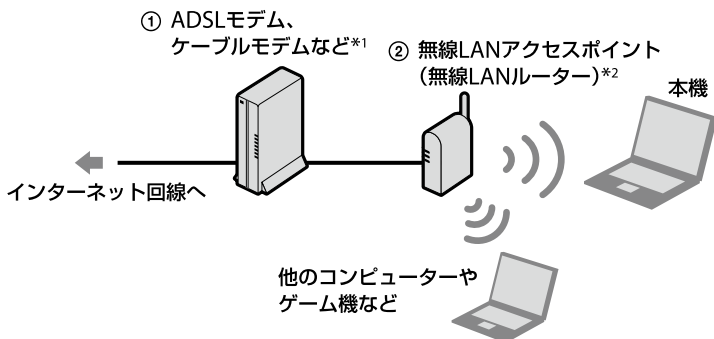 ① ADSLモデム、
ケーブルモデムなど*1
② 無線LANアクセスポイント
（無線LANルーター）*2
本機
インターネット回線へ
他のコンピューターや
ゲーム機など